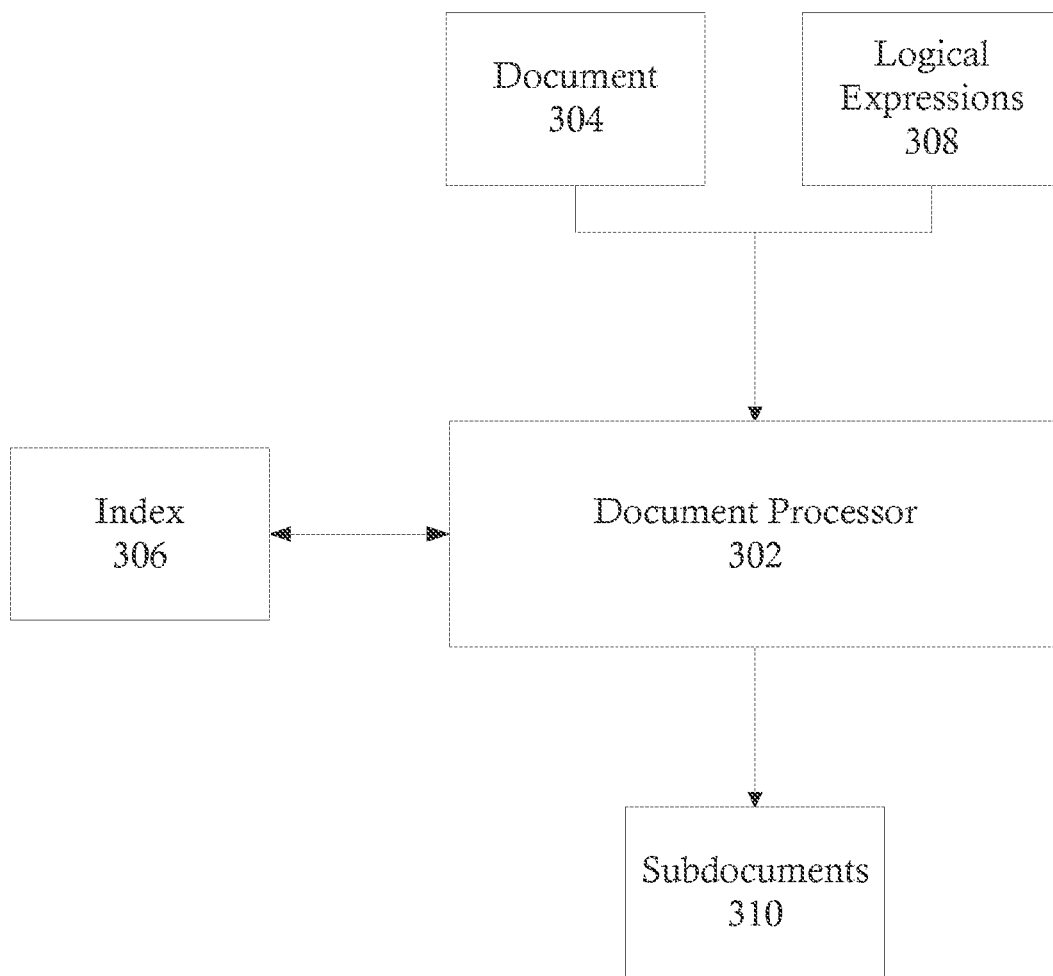 Document
304
Logical
Expressions
308
Index
306
Document Processor
302
Subdocuments
310